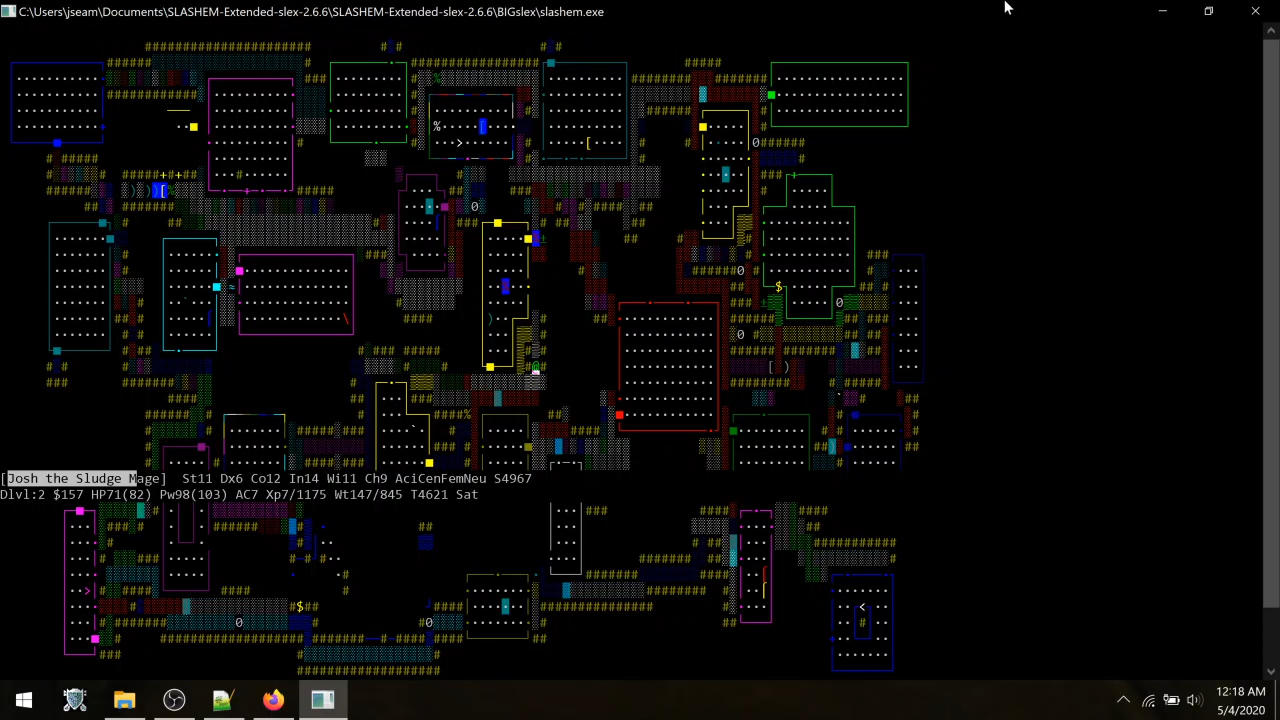 C:\Users\jseam\Documents\SLASHEM-Extended-slex-2.6.6\SLASHEM-Extended-slex-2.6.6\BIGslex\slashem.exe
[Josh the Sludge Mage]  St11 Dx6 Co12 In14 Wi11 Ch9 AciCenFemNeu S4967
Dlvl:2 $157 HP71(82) Pw98(103) AC7 Xp7/1175 Wt147/845 T4621 Sat
12:18 AM
5/4/2020